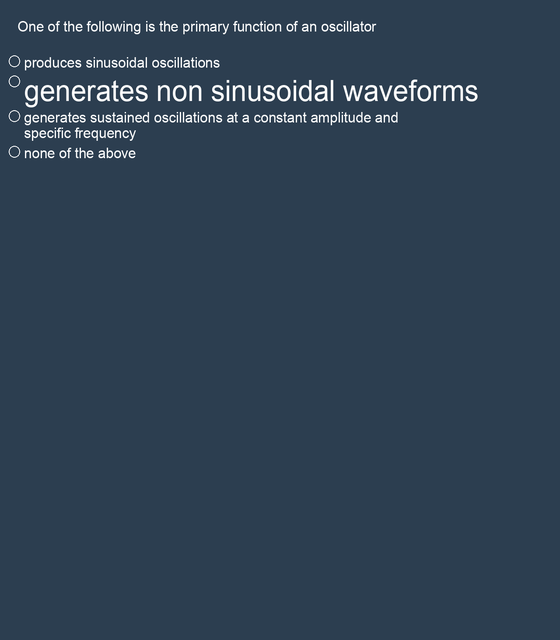 One of the following is the primary function of an oscillator
produces sinusoidal oscillations
generates non sinusoidal waveforms
generates sustained oscillations at a constant amplitude and
specific frequency
none of the above